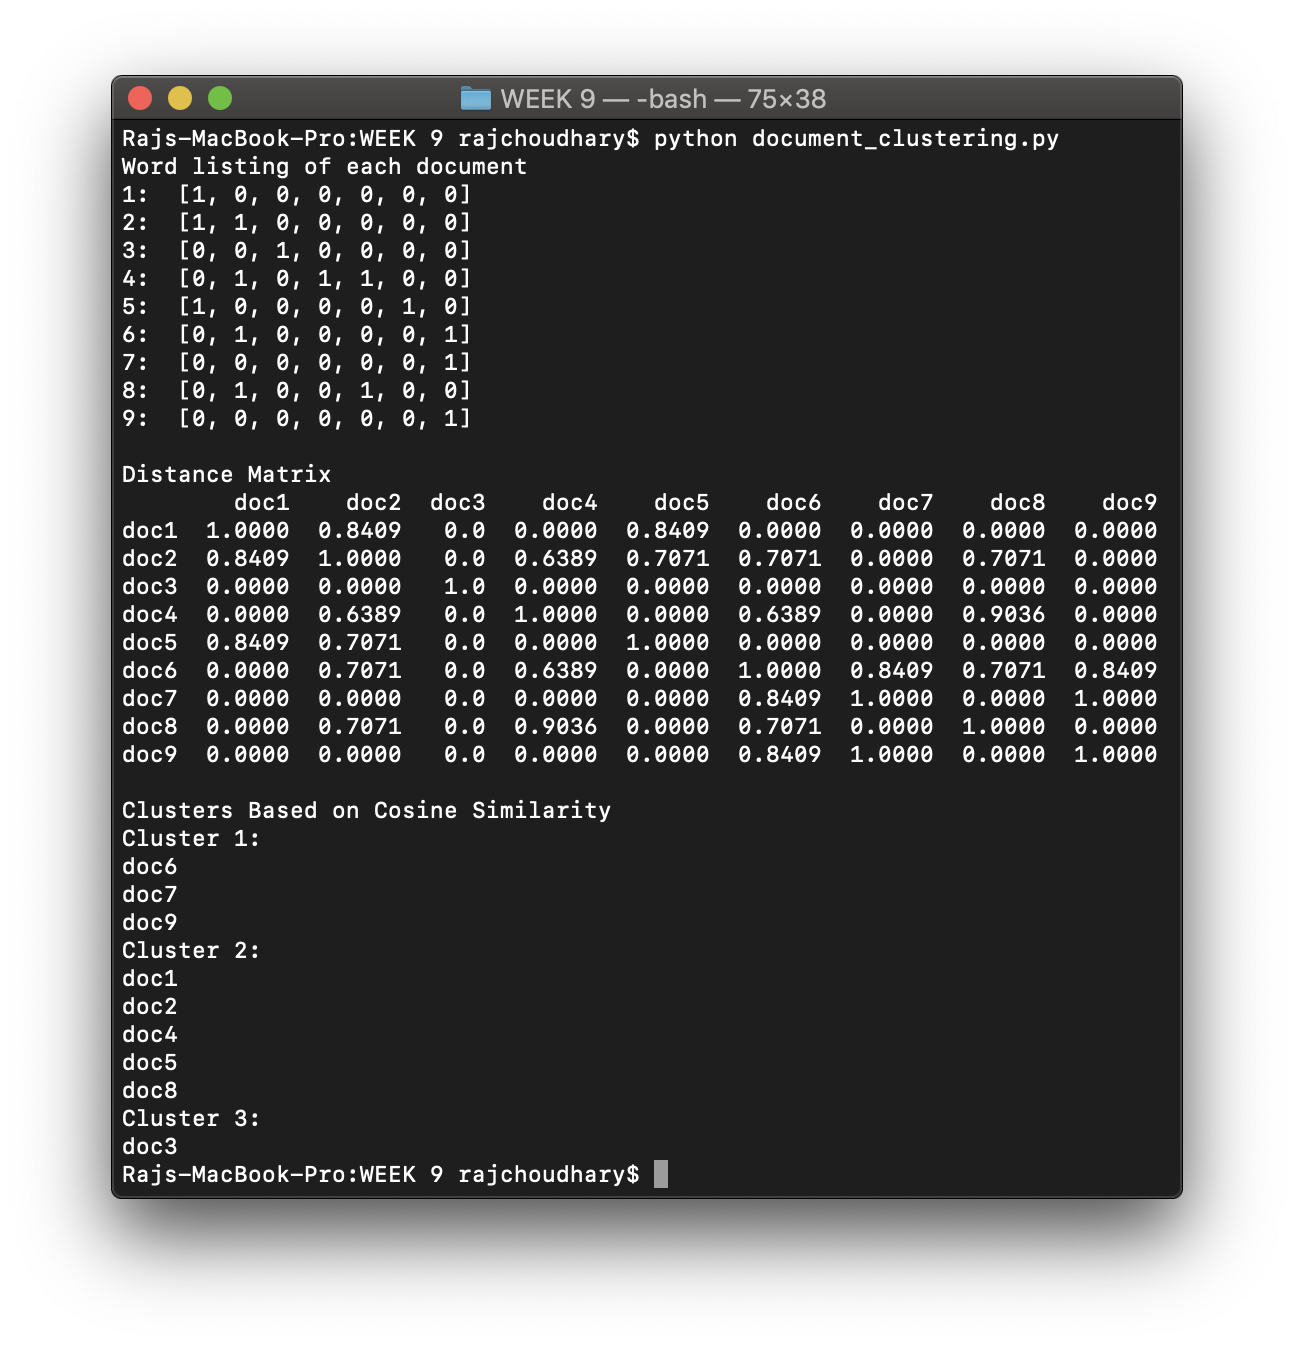 WEEK 9 — -bash — 75×38
Rajs-MacBook-Pro:WEEK 9 rajchoudhary$ python document_clustering.py
Word listing of each document
1:  [1, 0, 0, 0, 0, 0, 0]
2:  [1, 1, 0, 0, 0, 0, 0]
3:  [0, 0, 1, 0, 0, 0, 0]
4:  [0, 1, 0, 1, 1, 0, 0]
5:  [1, 0, 0, 0, 0, 1, 0]
6:  [0, 1, 0, 0, 0, 0, 1]
7:  [0, 0, 0, 0, 0, 0, 1]
8:  [0, 1, 0, 0, 1, 0, 0]
9:  [0, 0, 0, 0, 0, 0, 1]
Distance Matrix
        doc1    doc2  doc3    doc4    doc5    doc6    doc7    doc8    doc9
doc1  1.0000  0.8409   0.0  0.0000  0.8409  0.0000  0.0000  0.0000  0.0000
doc2  0.8409  1.0000   0.0  0.6389  0.7071  0.7071  0.0000  0.7071  0.0000
doc3  0.0000  0.0000   1.0  0.0000  0.0000  0.0000  0.0000  0.0000  0.0000
doc4  0.0000  0.6389   0.0  1.0000  0.0000  0.6389  0.0000  0.9036  0.0000
doc5  0.8409  0.7071   0.0  0.0000  1.0000  0.0000  0.0000  0.0000  0.0000
doc6  0.0000  0.7071   0.0  0.6389  0.0000  1.0000  0.8409  0.7071  0.8409
doc7  0.0000  0.0000   0.0  0.0000  0.0000  0.8409  1.0000  0.0000  1.0000
doc8  0.0000  0.7071   0.0  0.9036  0.0000  0.7071  0.0000  1.0000  0.0000
doc9  0.0000  0.0000   0.0  0.0000  0.0000  0.8409  1.0000  0.0000  1.0000
Clusters Based on Cosine Similarity
Cluster 1:
doc6
doc7
doc9
Cluster 2:
doc1
doc2
doc4
doc5
doc8
Cluster 3:
doc3
Rajs-MacBook-Pro:WEEK 9 rajchoudhary$